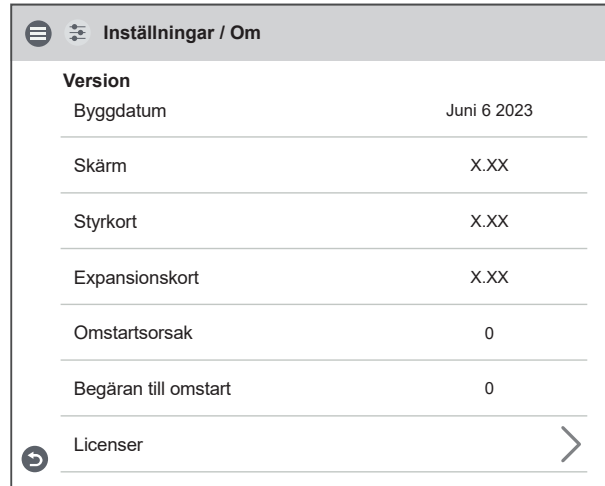 Inställningar / Om
Version
Byggdatum Juni 6 2023
Skärm X.XX
Styrkort X.XX
Expansionskort X.XX
Omstartsorsak 0
Begäran till omstart 0
Licenser